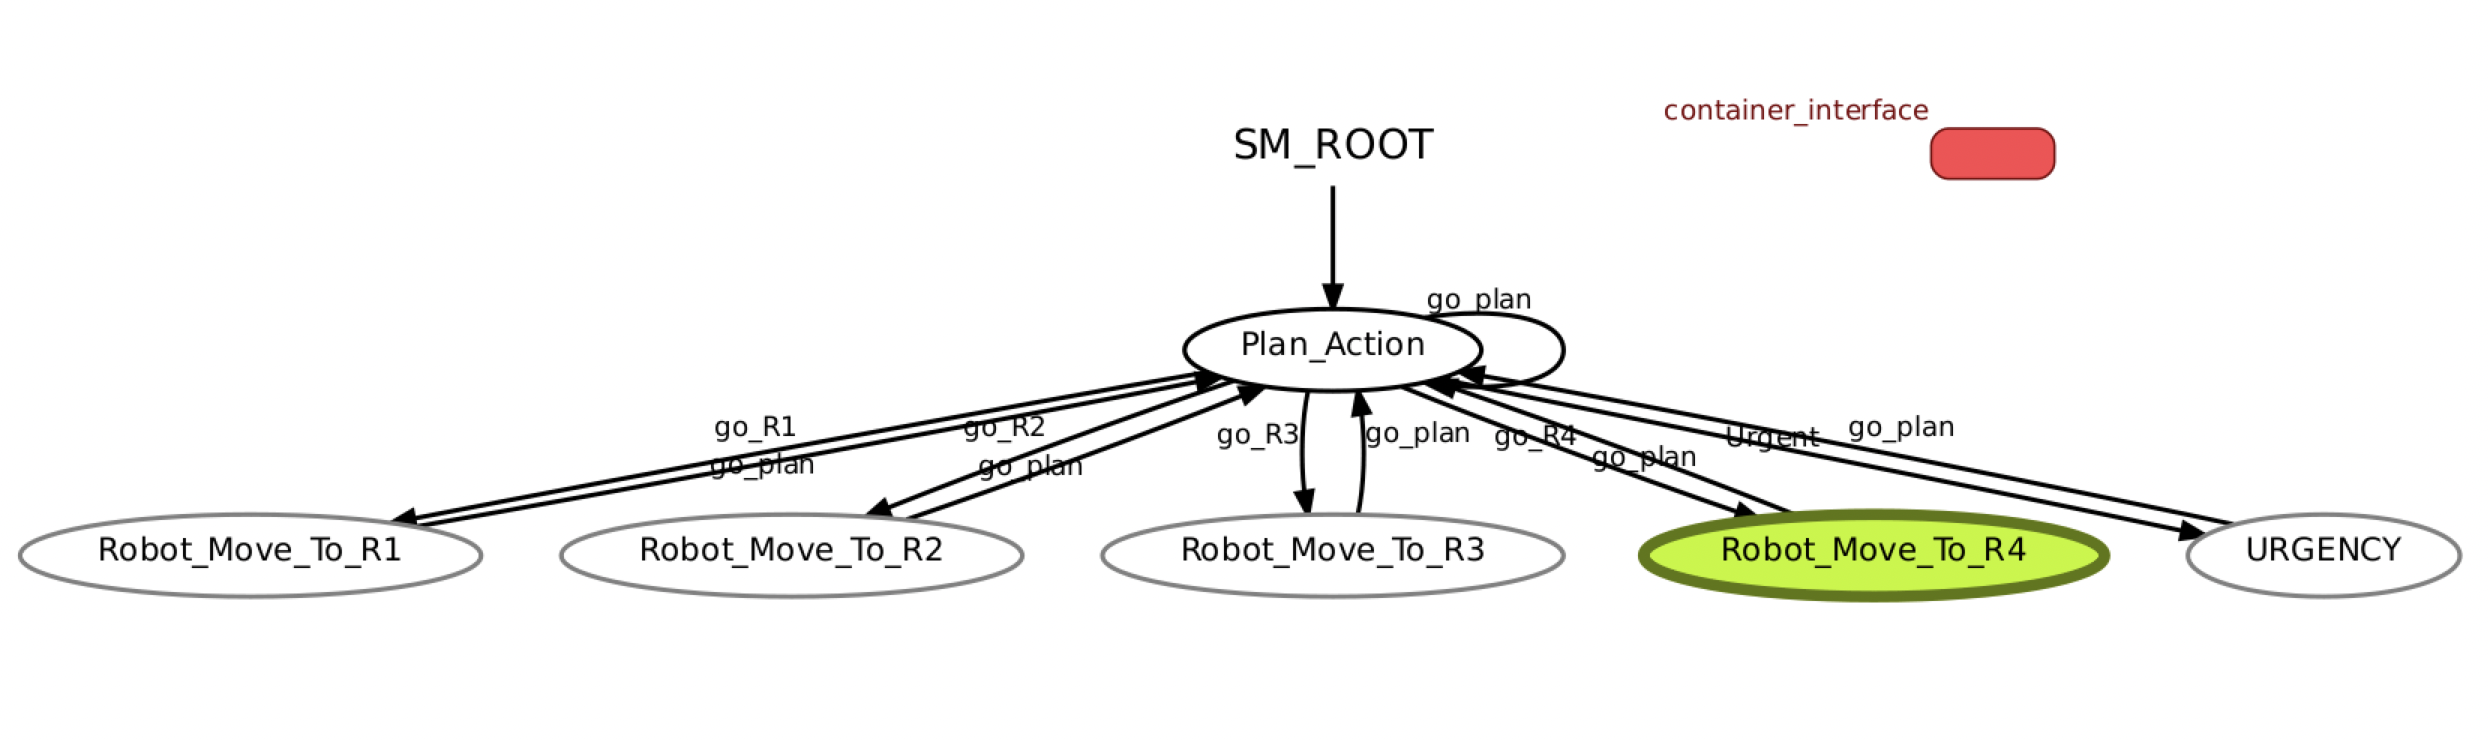 container_interface
SM_ROOT
go_plan
Plan_Action
go_R1
go_R2
go_R3
go_plan
go_R4
Urgent
go_plan
go_plan
go_plan
go_plan
Robot_Move_To_R1
Robot_Move_To_R2
Robot_Move_To_R3
Robot_Move_To_R4
URGENCY